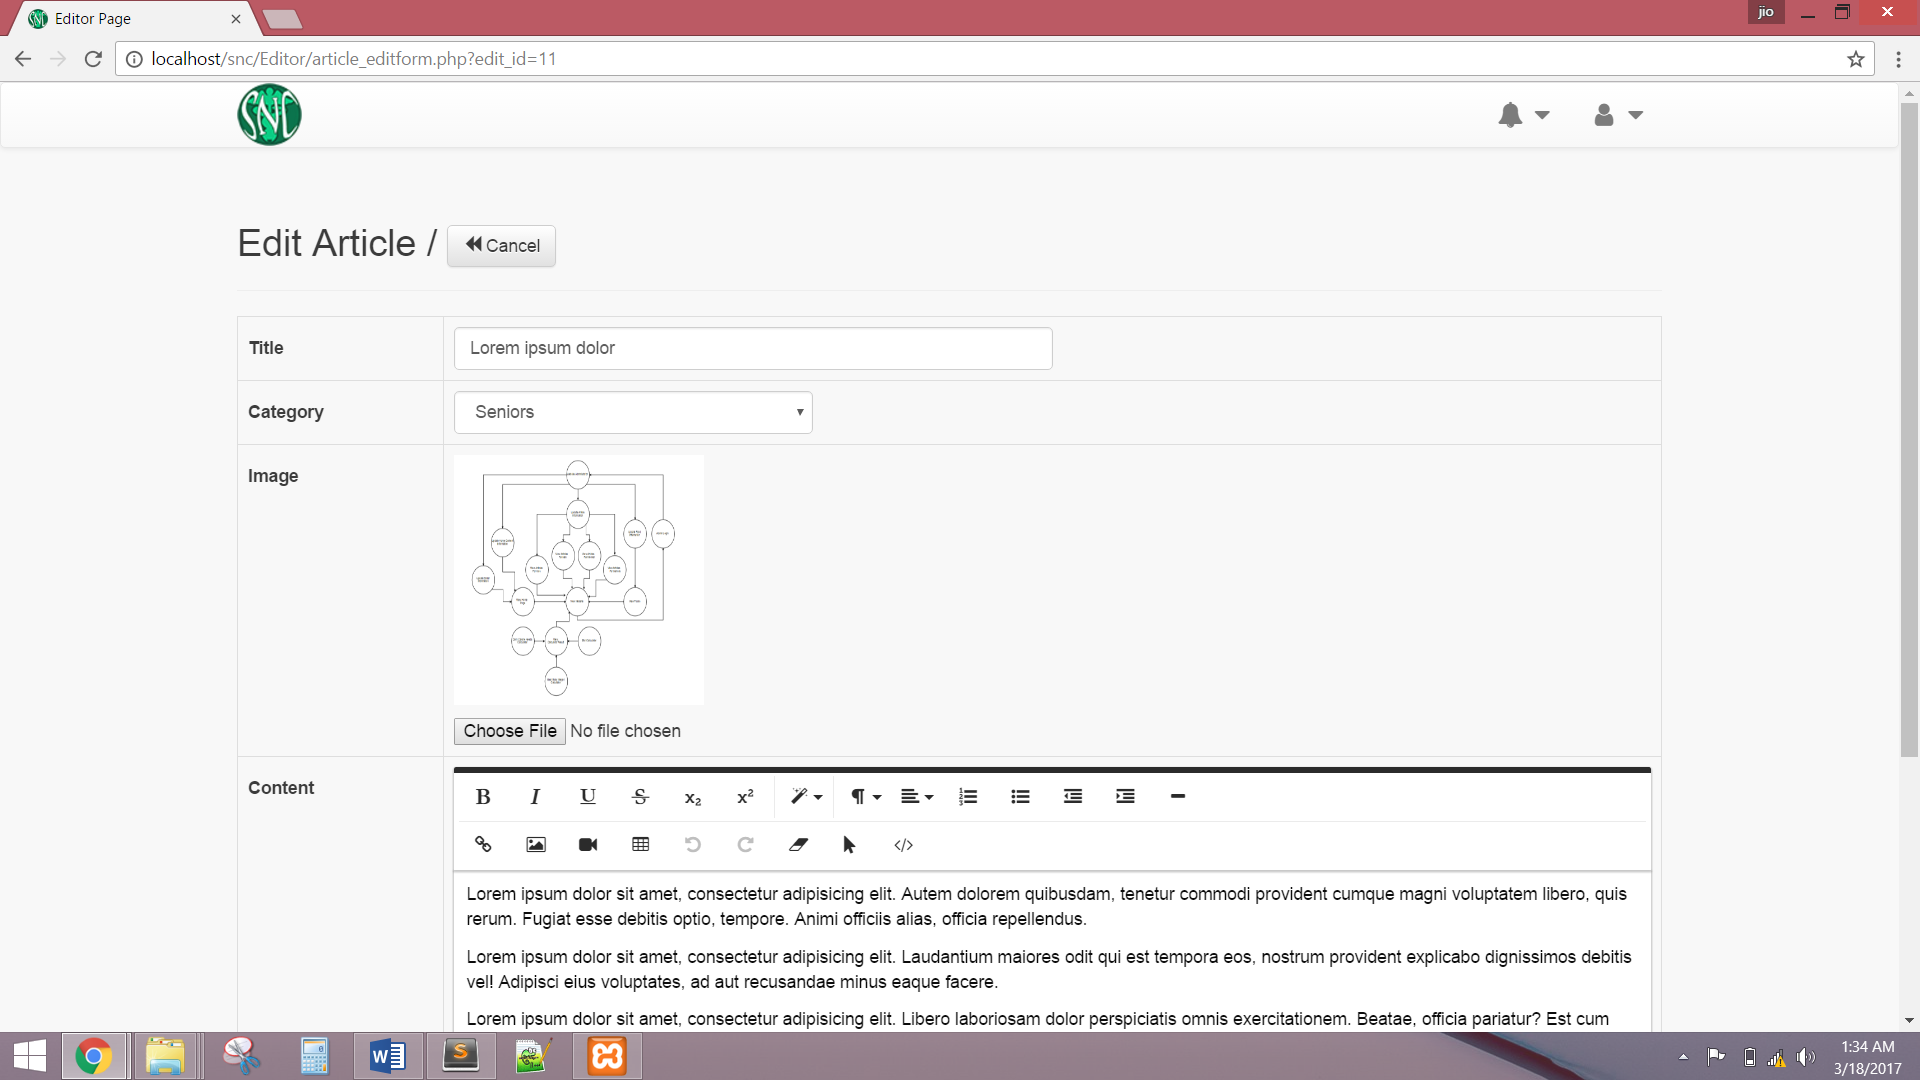 Editor Page
jio
localhost/snc/Editor/article_editform.php?edit_id=11
SNC
Edit Article / Cancel
Title
Lorem ipsum dolor
Category
Seniors
Image
Choose File No file chosen
Content
B I U S x₂ x²
Lorem ipsum dolor sit amet, consectetur adipisicing elit. Autem dolorem quibusdam, tenetur commodi provident cumque magni voluptatem libero, quis
rerum. Fugiat esse debitis optio, tempore. Animi officiis alias, officia repellendus.
Lorem ipsum dolor sit amet, consectetur adipisicing elit. Laudantium maiores odit qui est tempora eos, nostrum provident explicabo dignissimos debitis
vel! Adipisci eius voluptates, ad aut recusandae minus eaque facere.
Lorem ipsum dolor sit amet, consectetur adipisicing elit. Libero laboriosam dolor perspiciatis omnis exercitationem. Beatae, officia pariatur? Est cum
1:34 AM
3/18/2017